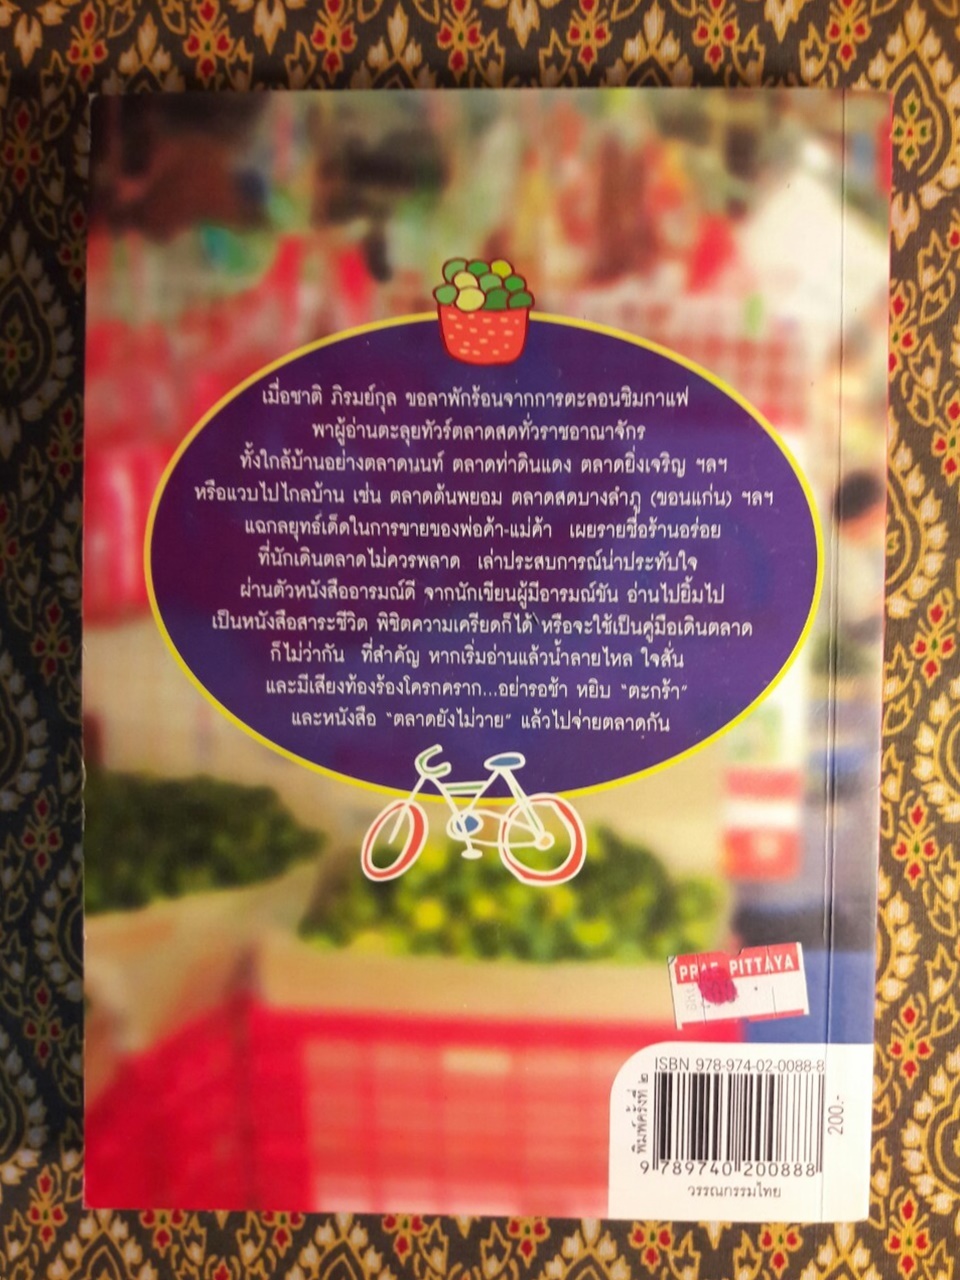 เมื่อชาติ ภิรมย์กุล ขอลาพักร้อนจากการตะลอนชิมกาแฟ
พาผู้อ่านตะลุยทัวร์ตลาดสดทั่วราชอาณาจักร
ทั้งใกล้บ้านอย่างตลาดนนท์ ตลาดท่าดินแดง ตลาดยิ่งเจริญ ฯลฯ
หรือแวบไปไกลบ้าน เช่น ตลาดต้นพยอม ตลาดสดบางลำภู (ขอนแก่น) ฯลฯ
แฉกลยุทธ์เด็ดในการขายของพ่อค้า-แม่ค้า เผยรายชื่อร้านอร่อย
ที่นักเดินตลาดไม่ควรพลาด เล่าประสบการณ์น่าประทับใจ
ผ่านตัวหนังสืออารมณ์ดี จากนักเขียนผู้มีอารมณ์ขัน อ่านไปยิ้มไป
เป็นหนังสือสาระชีวิต พิชิตความเครียดก็ได้ หรือจะใช้เป็นคู่มือเดินตลาด
ก็ไม่ว่ากัน ที่สำคัญ หากเริ่มอ่านแล้วน้ำลายไหล ใจสั่น
และมีเสียงท้องร้องโครกคราก...อย่ารอช้า หยิบ "ตะกร้า"
และหนังสือ "ตลาดยังไม่วาย" แล้วไปจ่ายตลาดกัน
PITTAYA
ISBN 978-974-02-0088-8
พิมพ์ครั้งที่ ๒
200.-
9 789740 200888
วรรณกรรมไทย